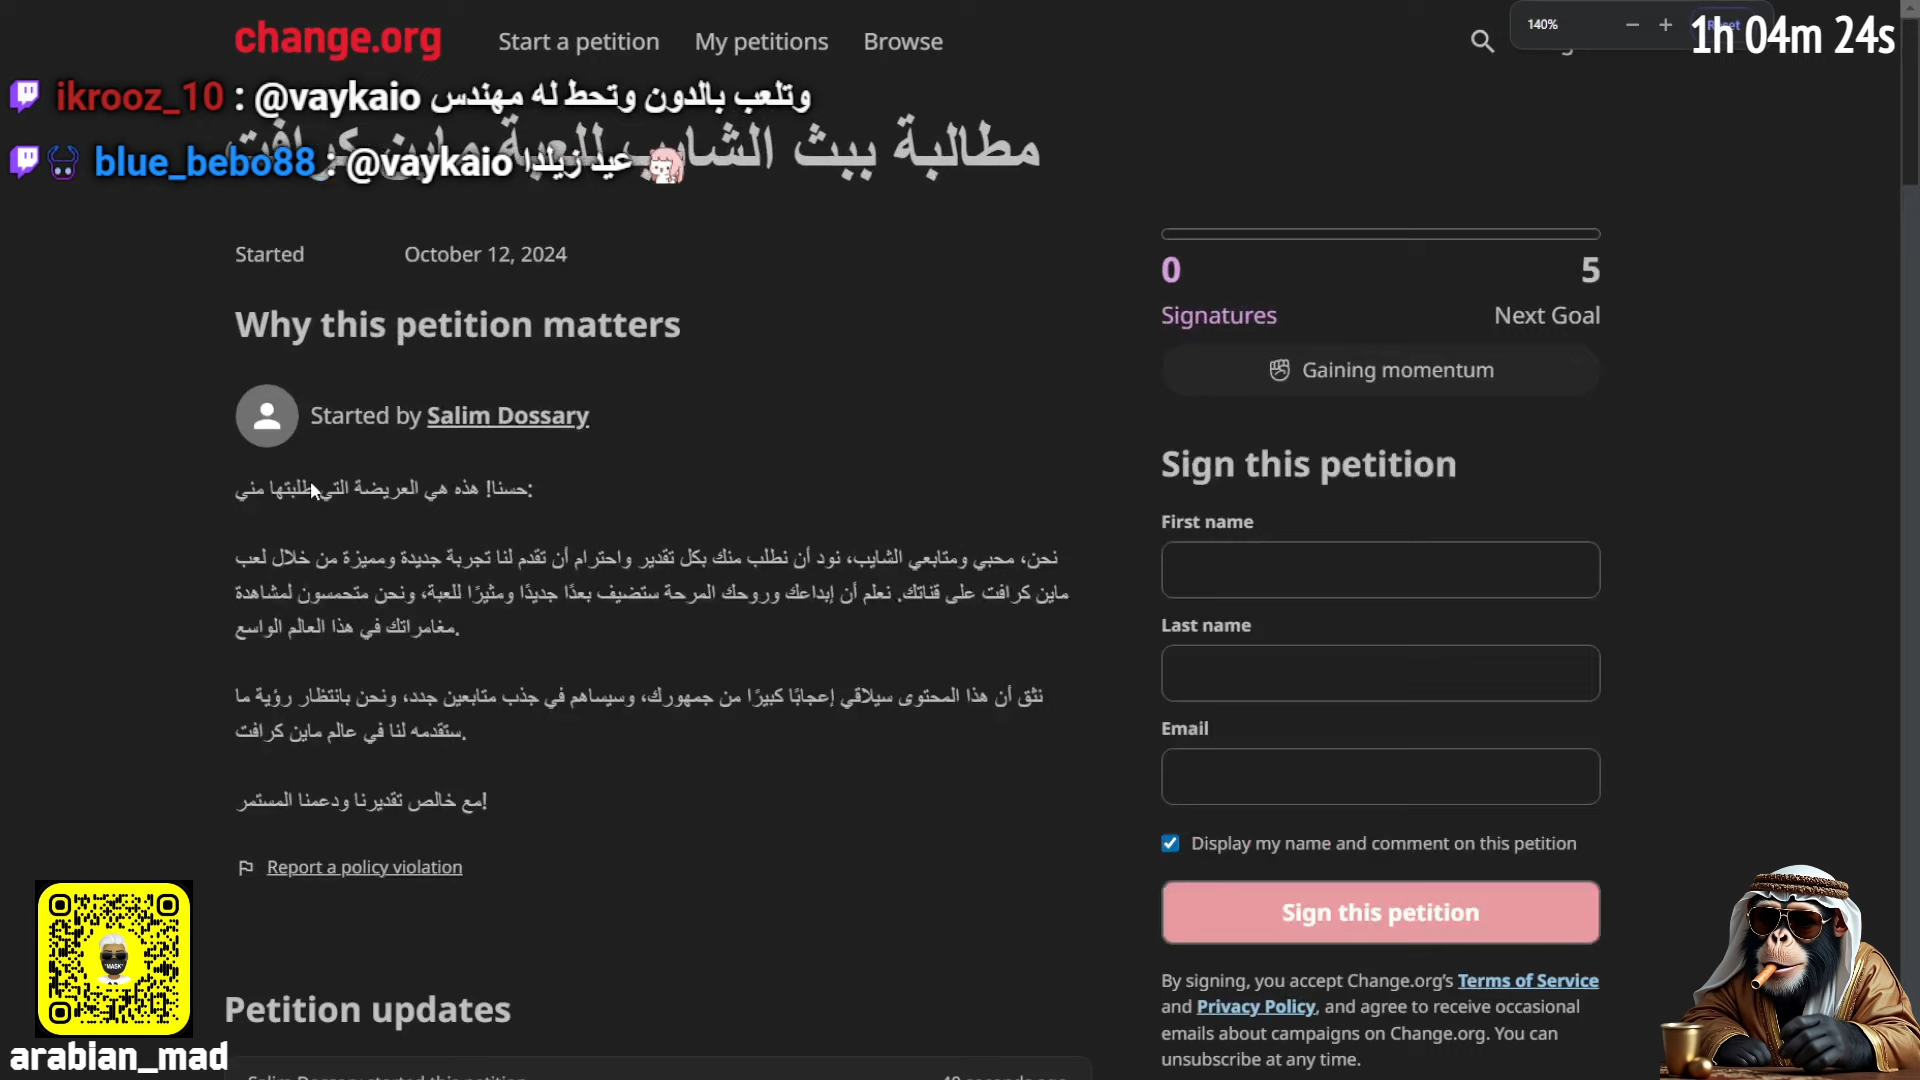 change.org
Start a petition
My petitions
Browse
140%
1h 04m 24s
ikrooz_10 : @vaykaio وتلعب بالدون وتحط له مهندس
مطالبة ببث الشايب للعبة ماين كرافت
blue_bebo88 : @vaykaio عيد زيلدا
Started October 12, 2024
0 5
Signatures Next Goal
Gaining momentum
Why this petition matters
Started by Salim Dossary
حسنا! هذه هي العريضة التي طلبتها مني:
نحن، محبي ومتابعي الشايب، نود أن نطلب منك بكل تقدير واحترام أن تقدم لنا تجربة جديدة ومميزة من خلال لعب
ماين كرافت على قناتك. نعلم أن إبداعك وروحك المرحة ستضيف بعدًا جديدًا ومثيرًا للعبة، ونحن متحمسون لمشاهدة
مغامراتك في هذا العالم الواسع.
نثق أن هذا المحتوى سيلاقي إعجابًا كبيرًا من جمهورك، وسيساهم في جذب متابعين جدد، ونحن بانتظار رؤية ما
ستقدمه لنا في عالم ماين كرافت.
مع خالص تقديرنا ودعمنا المستمر!
Report a policy violation
Petition updates
Salim Dossary started this petition
Sign this petition
First name
Last name
Email
Display my name and comment on this petition
Sign this petition
By signing, you accept Change.org's Terms of Service
and Privacy Policy, and agree to receive occasional
emails about campaigns on Change.org. You can
unsubscribe at any time.
"MASK"
arabian_mad